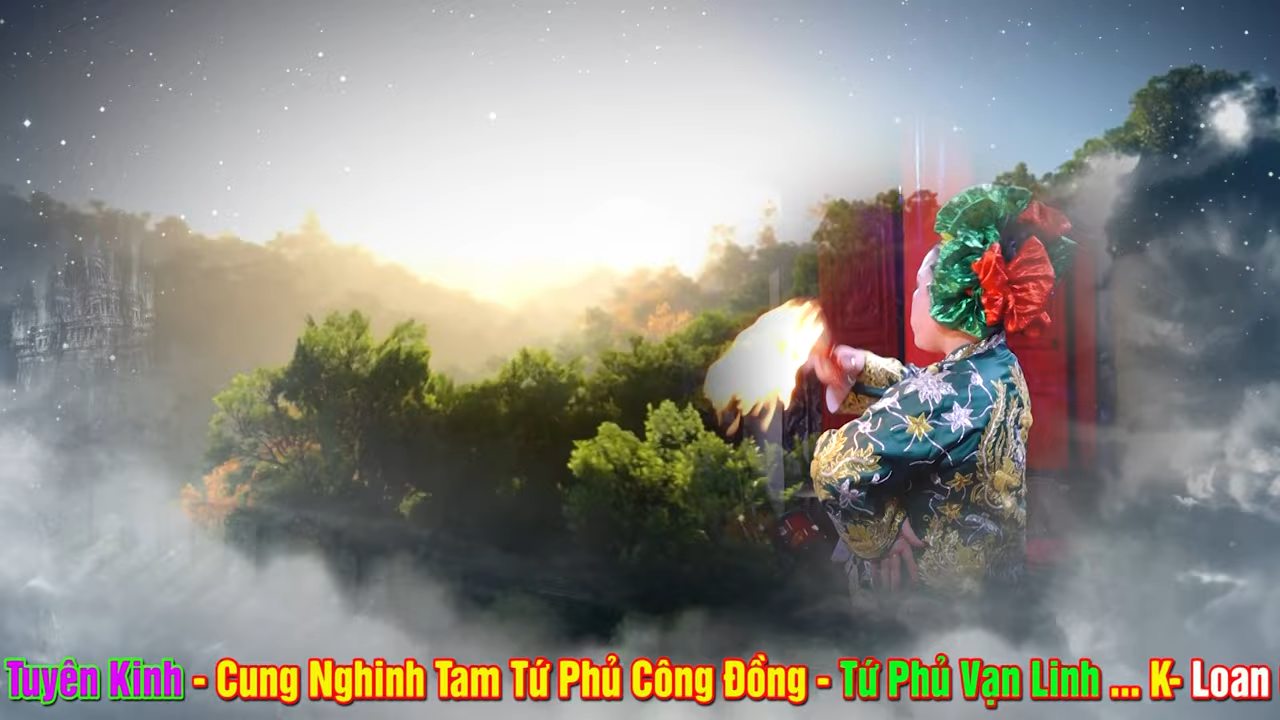 Tuyên Kinh - Cung Nghinh Tam Tứ Phủ Công Đồng - Tứ Phủ Vạn Linh ... K- Loan